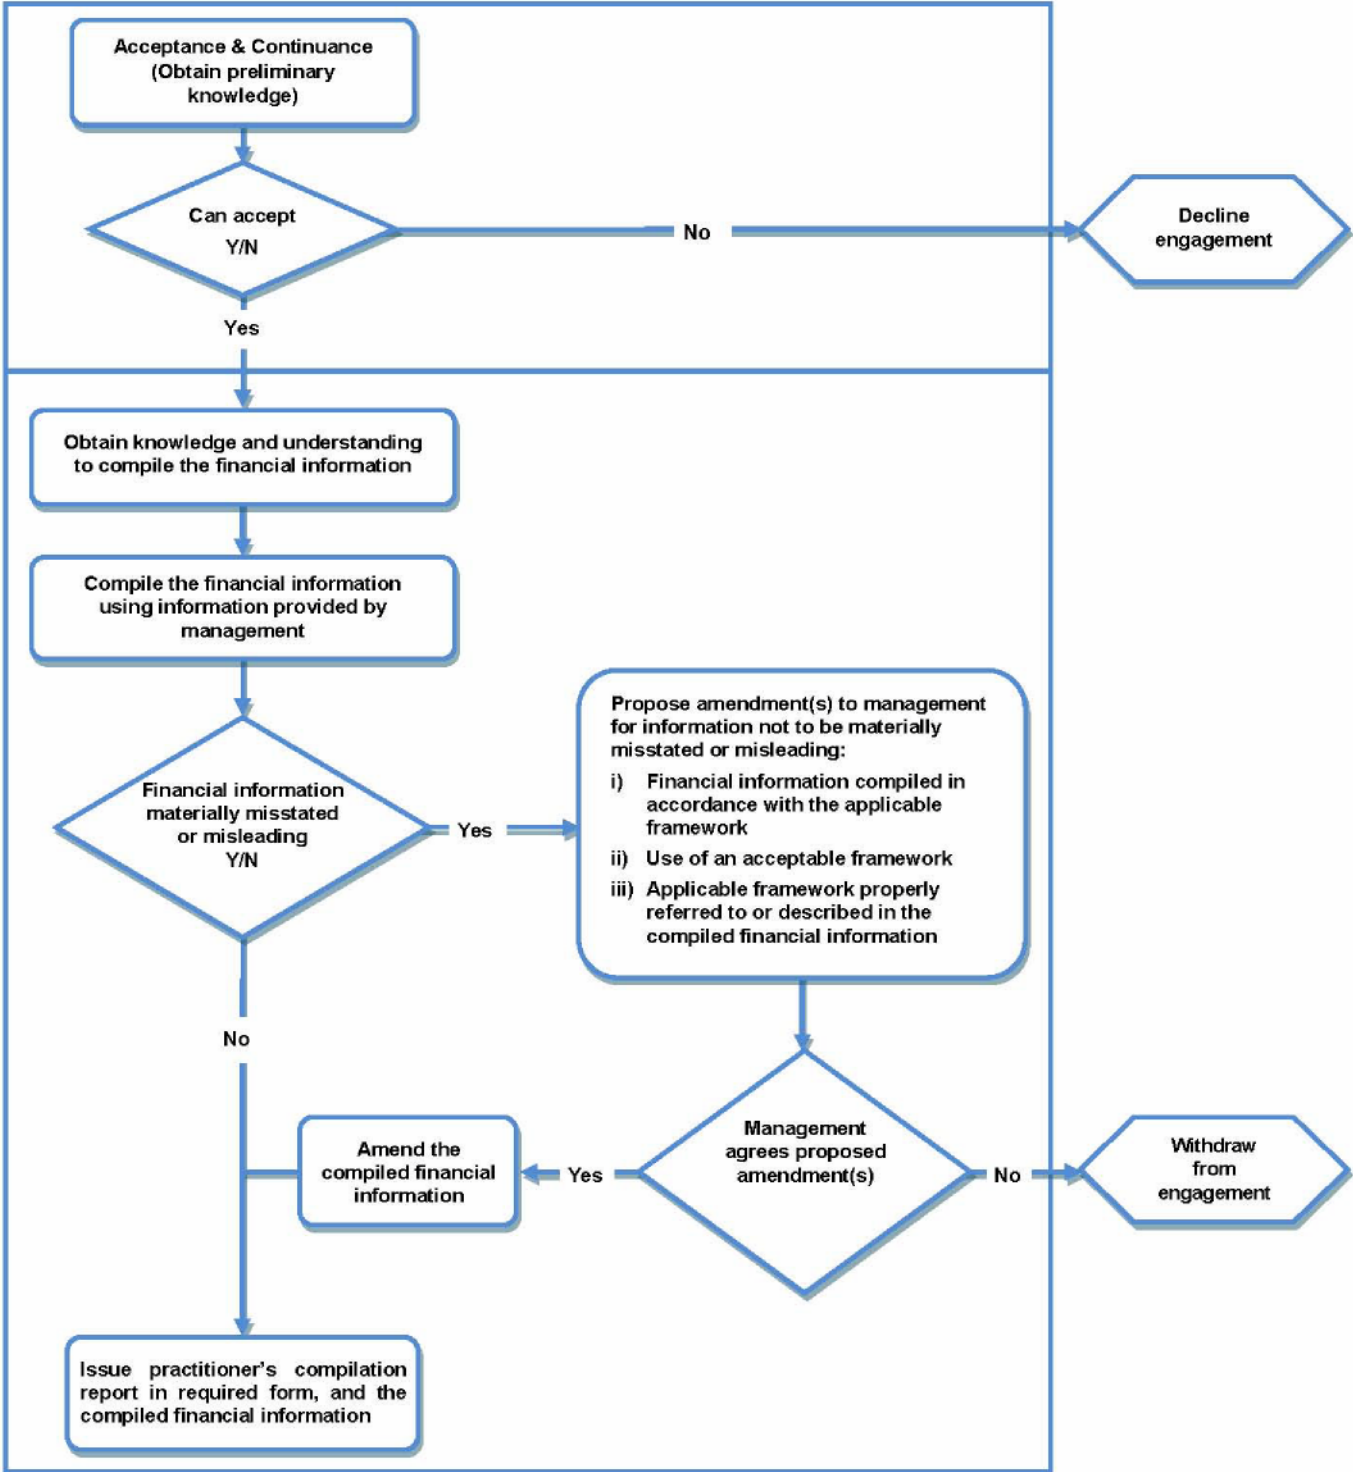 Acceptance & Continuance
(Obtain preliminary
knowledge)
Can accept
Y/N
No
Decline
engagement
Yes
Obtain knowledge and understanding
to compile the financial information
Compile the financial information
using information provided by
management
Financial information
materially misstated
or misleading
Y/N
Yes
Propose amendment(s) to management
for information not to be materially
misstated or misleading:
i) Financial information compiled in
accordance with the applicable
framework
ii) Use of an acceptable framework
iii) Applicable framework properly
referred to or described in the
compiled financial information
No
Management
agrees proposed
amendment(s)
Yes
Amend the
compiled financial
information
No
Withdraw
from
engagement
Issue practitioner's compilation
report in required form, and the
compiled financial information